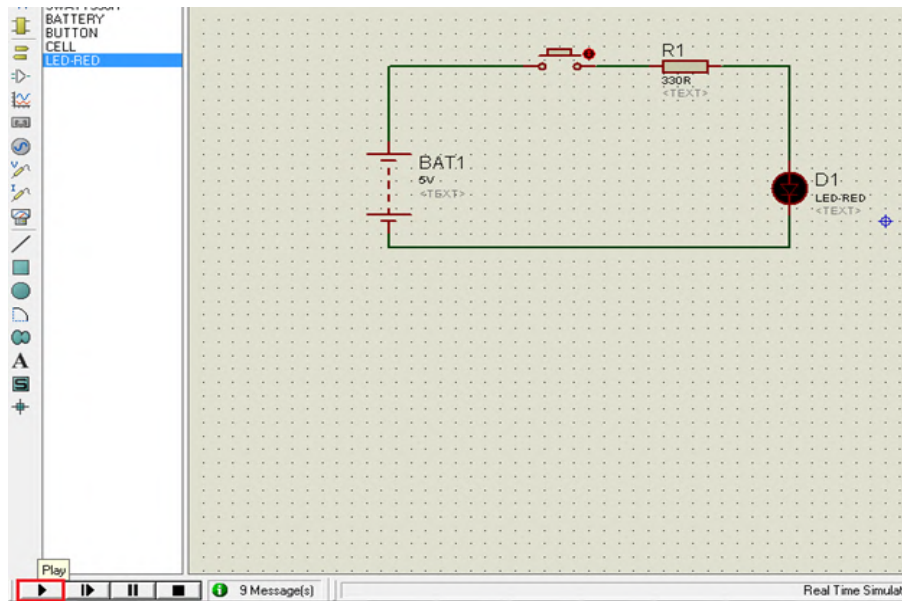 BATTERY
BUTTON
CELL
LED-RED
R1
330R
<TEXT>
BAT1
5V
<TEXT>
D1
LED-RED
<TEXT>
A
S
Play
9 Message(s)
Real Time Simulat